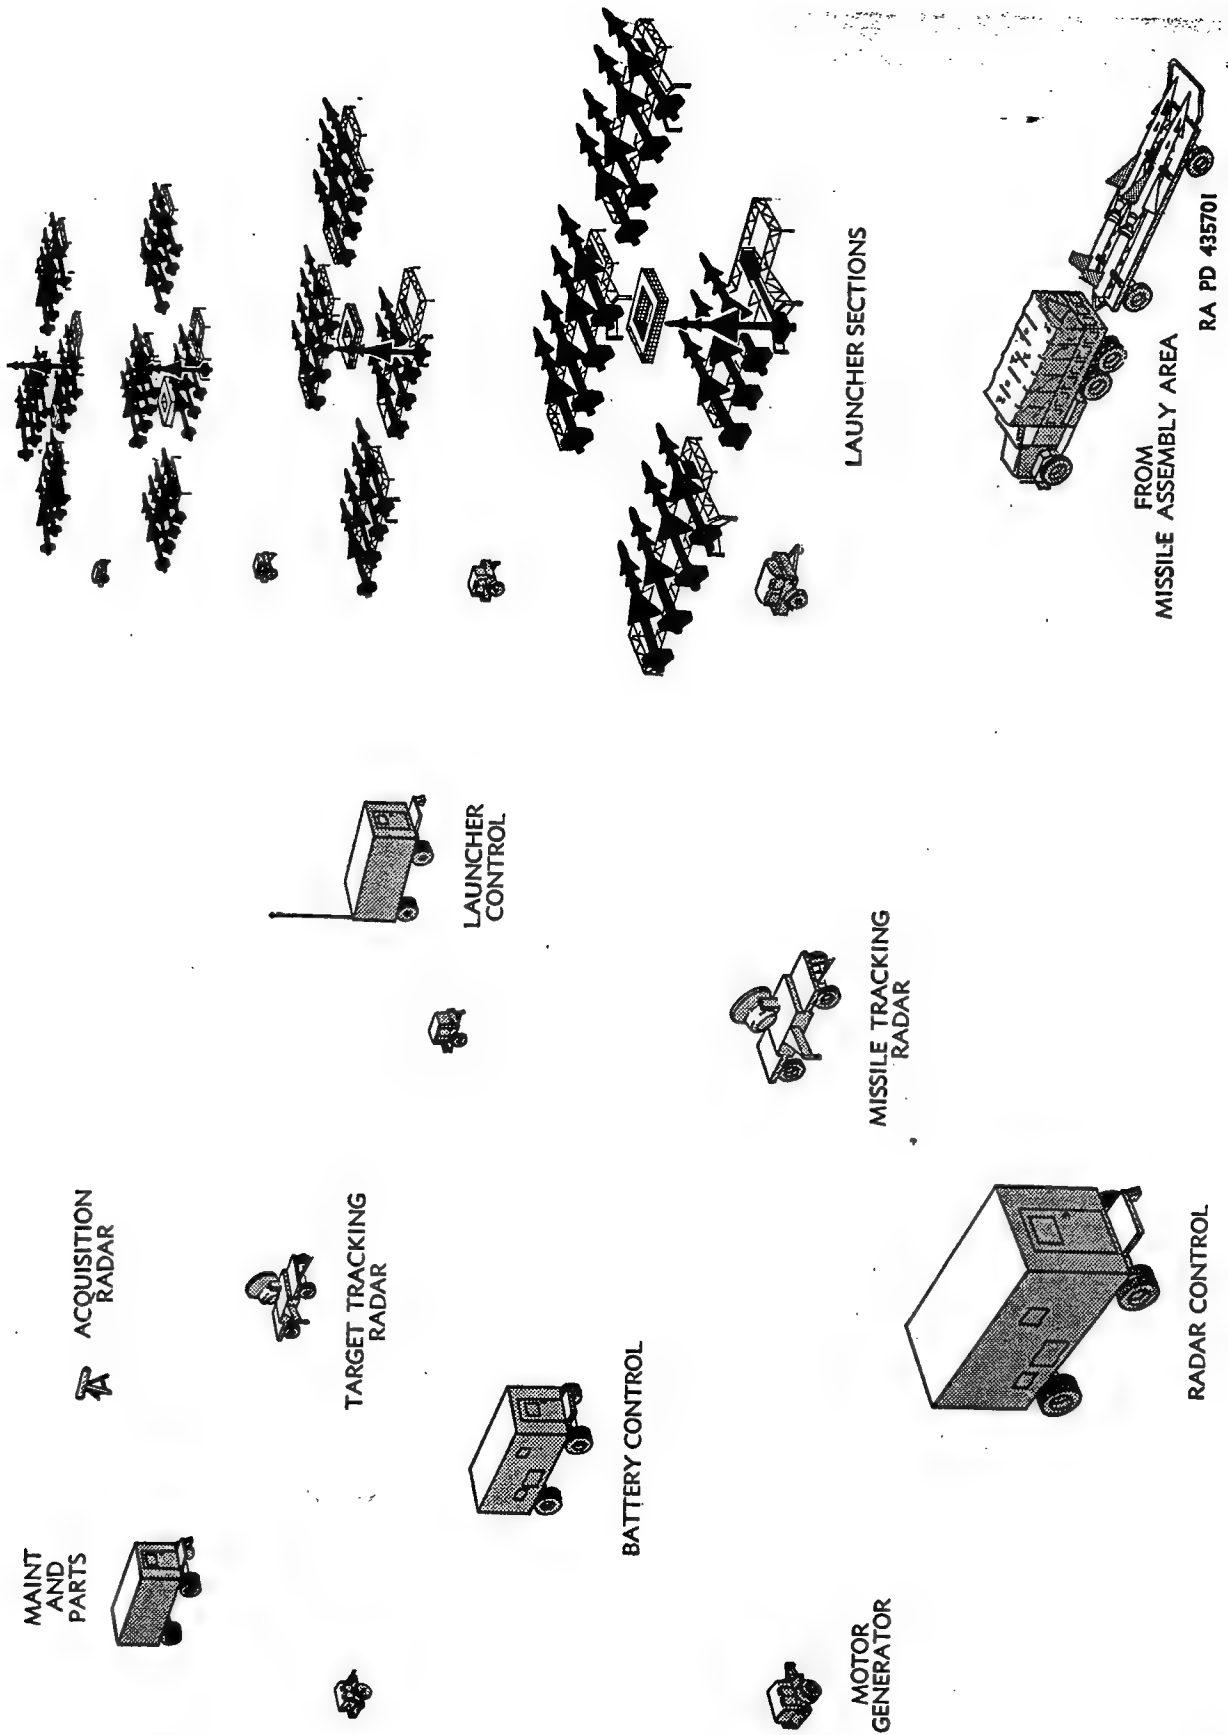 MAINT
AND
PARTS
ACQUISITION
RADAR
TARGET TRACKING
RADAR
BATTERY CONTROL
MOTOR
GENERATOR
RADAR CONTROL
MISSILE TRACKING
RADAR
LAUNCHER
CONTROL
LAUNCHER SECTIONS
FROM
MISSILE ASSEMBLY AREA
RA PD 435701